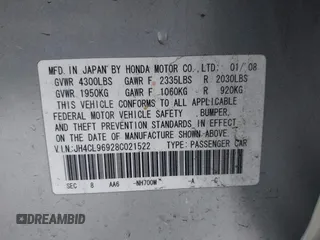 MFD. IN JAPAN BY HONDA MOTOR CO.,LTD. 01/08
GVWR 4300LBS GAWR F 2335LBS R 2030LBS
GVWR 1950KG GAWR F 1060KG R 920KG
THIS VEHICLE CONFORMS TO ALL APPLICABLE
FEDERAL MOTOR VEHICLE SAFETY, BUMPER,
AND THEFT PREVENTION STANDARDS IN EFFECT
ON THE DATE OF MANUFACTURE SHOWN ABOVE.
V.I.N:JH4CL96928C021522 TYPE: PASSENGER CAR
SEC 8 AA6 -NH700M -A -C
DREAMBID